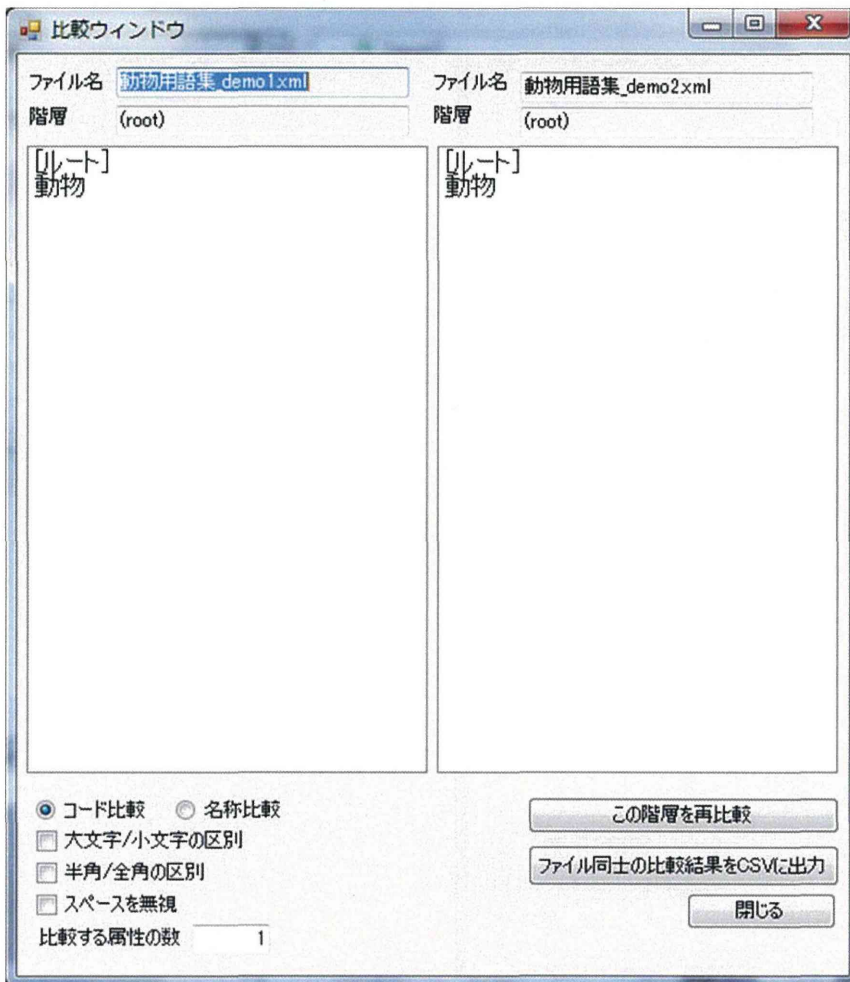 比較ウィンドウ
ファイル名 動物用語集_demo1.xml
階層 (root)
[ルート]
動物
ファイル名 動物用語集_demo2.xml
階層 (root)
[ルート]
動物
コード比較 名称比較
大文字/小文字の区別
半角/全角の区別
スペースを無視
比較する属性の数 1
この階層を再比較
ファイル同士の比較結果をCSVに出力
閉じる